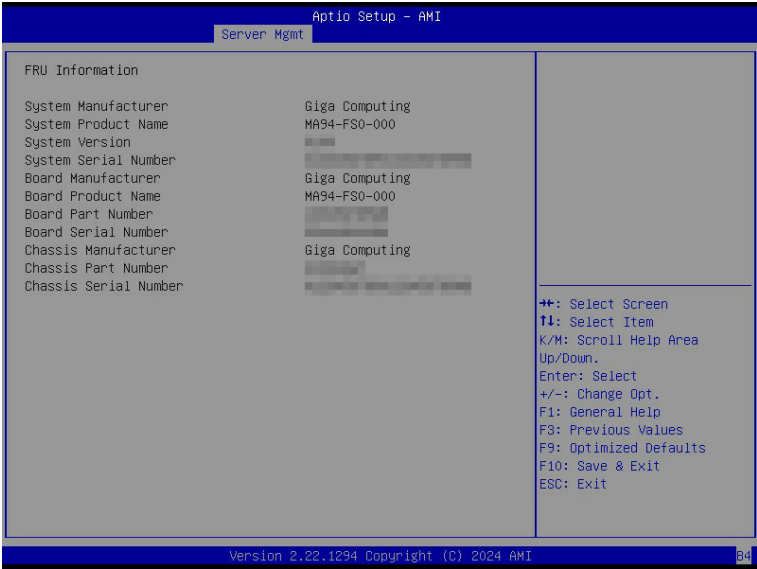 Aptio Setup – AMI
Server Mgmt
FRU Information
System Manufacturer Giga Computing
System Product Name MA94-FS0-000
System Version
System Serial Number
Board Manufacturer Giga Computing
Board Product Name MA94-FS0-000
Board Part Number
Board Serial Number
Chassis Manufacturer Giga Computing
Chassis Part Number
Chassis Serial Number
→←: Select Screen
↑↓: Select Item
K/M: Scroll Help Area
Up/Down.
Enter: Select
+/-: Change Opt.
F1: General Help
F3: Previous Values
F9: Optimized Defaults
F10: Save & Exit
ESC: Exit
Version 2.22.1294 Copyright (C) 2024 AMI
B4